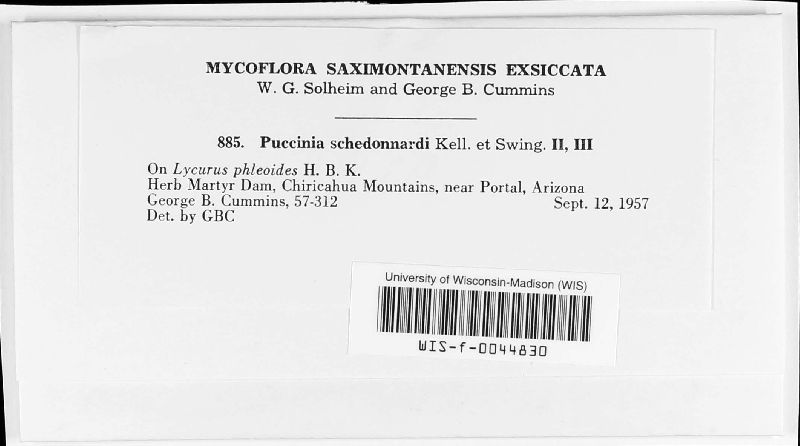 MYCOFLORA SAXIMONTANENSIS EXSICCATA
W. G. Solheim and George B. Cummins
885. Puccinia schedonnardi Kell. et Swing. II, III
On Lycurus phleoides H. B. K.
Herb Martyr Dam, Chiricahua Mountains, near Portal, Arizona
George B. Cummins, 57-312 Sept. 12, 1957
Det. by GBC
University of Wisconsin-Madison (WIS)
WIS-f-0044830